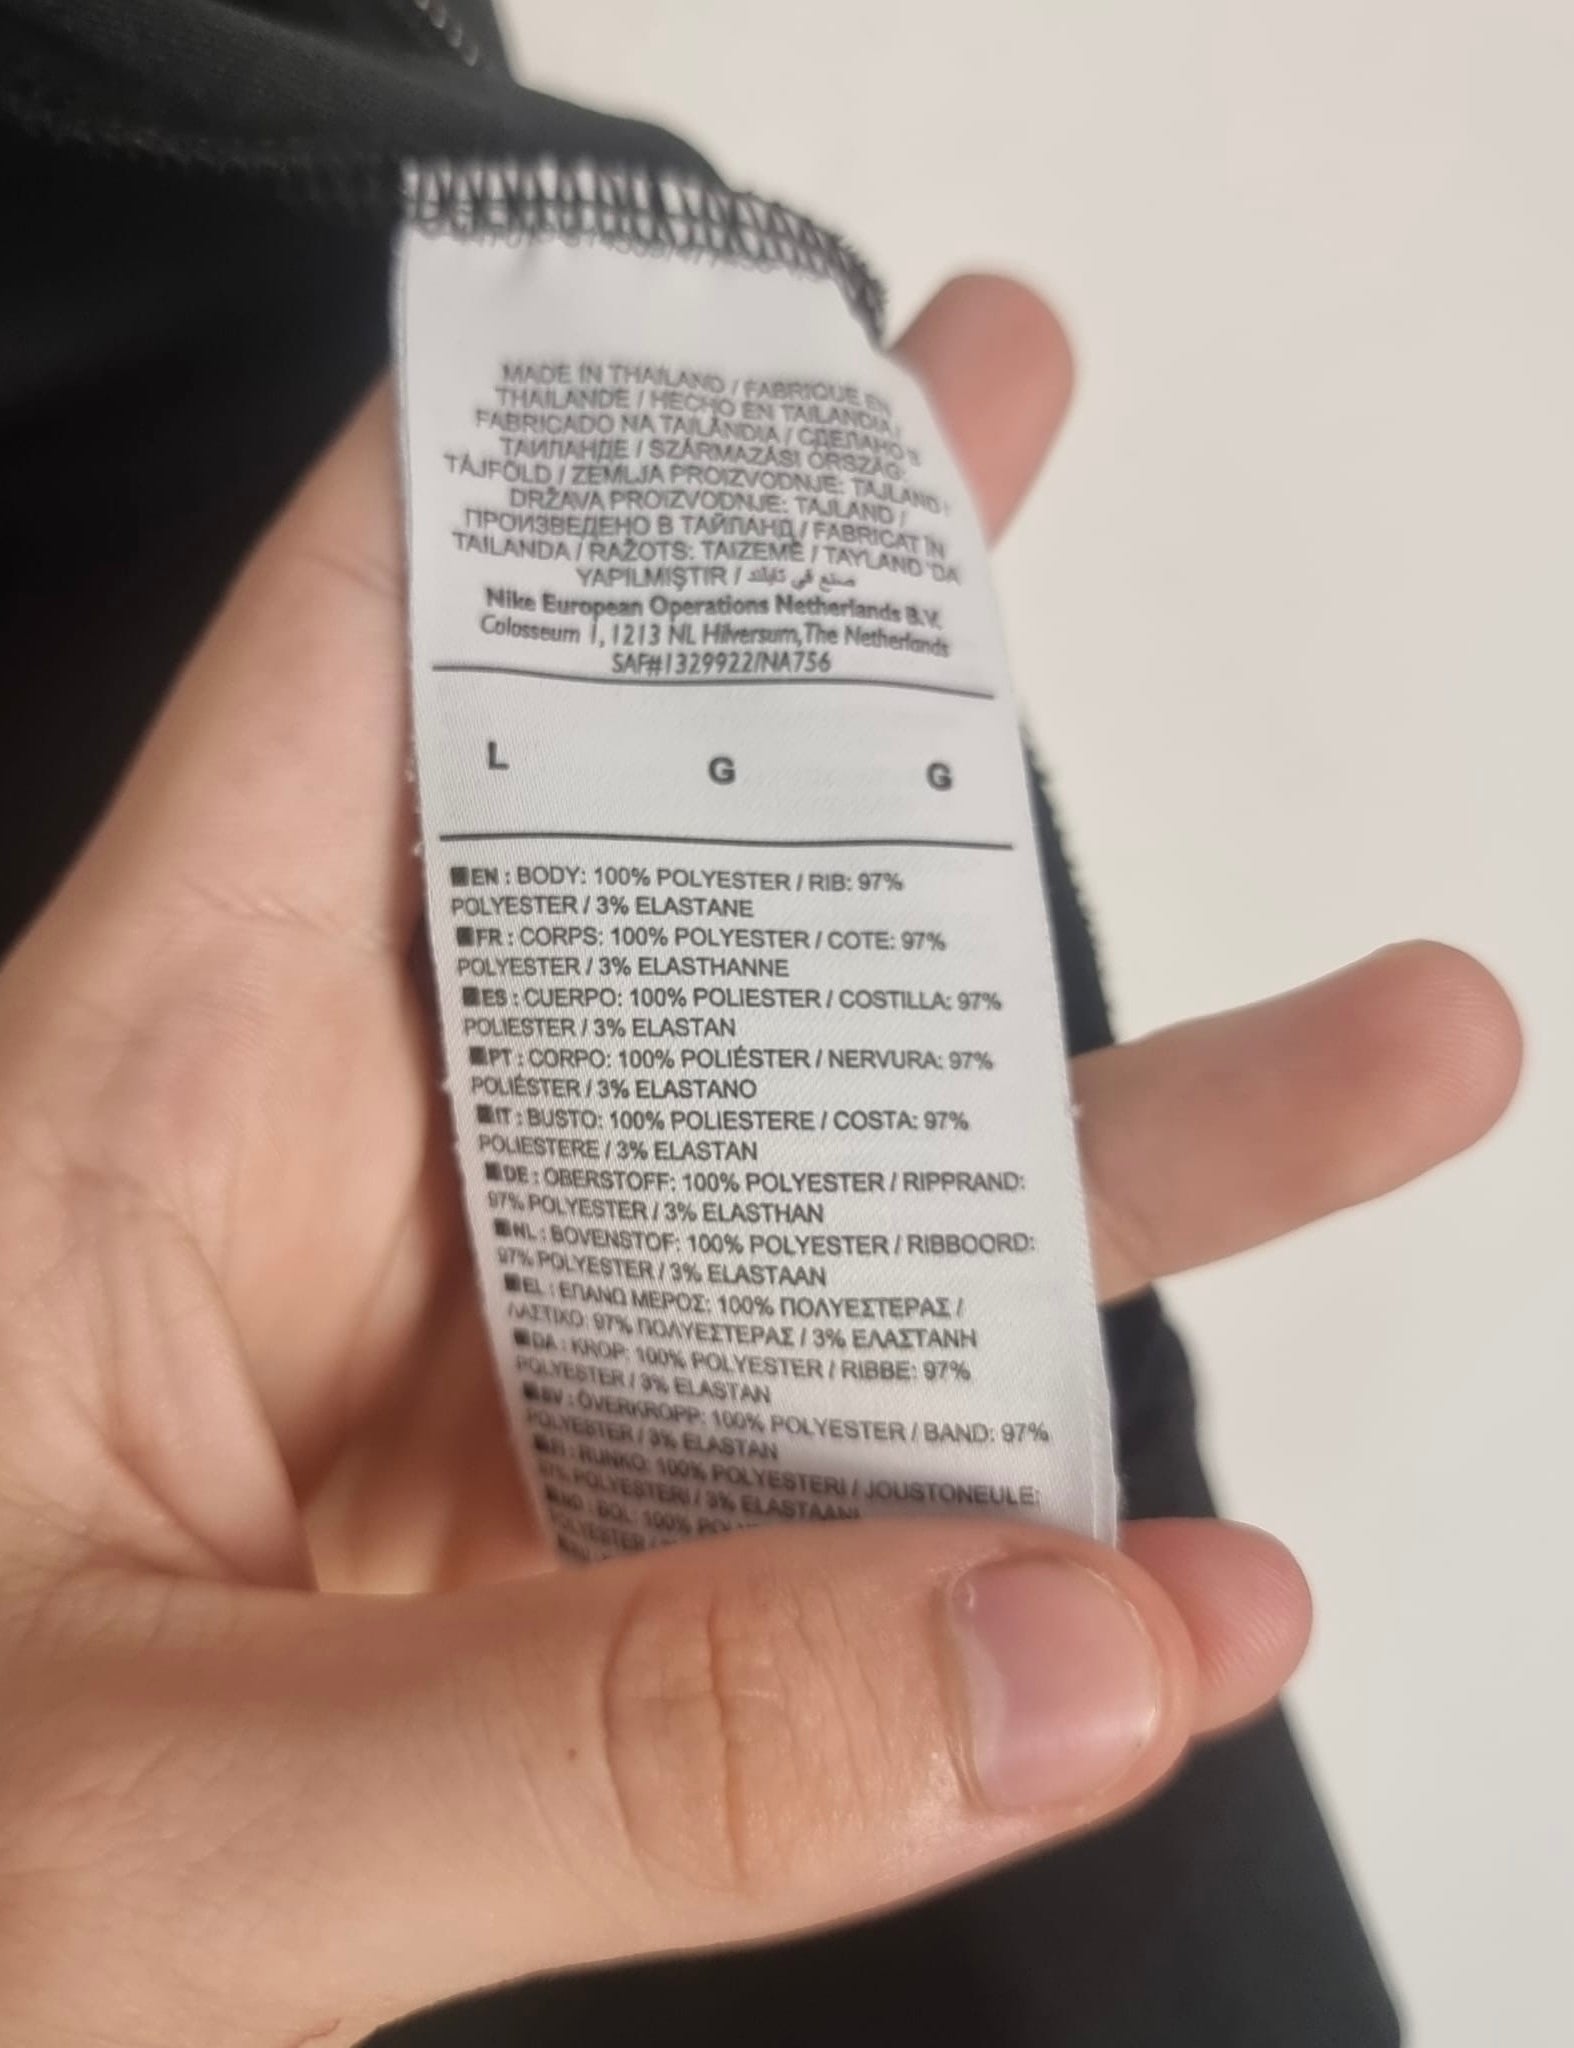 MADE IN THAILAND / FABRIQUE EN
THAILANDE / HECHO EN TAILANDIA /
FABRICADO NA TAILÂNDIA / СДЕЛАНО В
ТАИЛАНДЕ / SZÁRMAZÁSI ORSZÁG:
TÁJFÖLD / ZEMLJA PROIZVODNJE: TAJLAND /
DRŽAVA PROIZVODNJE: TAJLAND /
ПРОИЗВЕДЕНО В ТАЙЛАНД / FABRICAT ÎN
TAILANDA / RAŽOTS: TAIZEMĒ / TAYLAND 'DA
YAPILMIŞTIR / صنع في تايلند
Nike European Operations Netherlands B.V.
Colosseum 1, 1213 NL Hilversum, The Netherlands
SAF#1329922/NA756
L G G
EN : BODY: 100% POLYESTER / RIB: 97%
POLYESTER / 3% ELASTANE
FR : CORPS: 100% POLYESTER / COTE: 97%
POLYESTER / 3% ELASTHANNE
ES : CUERPO: 100% POLIESTER / COSTILLA: 97%
POLIESTER / 3% ELASTAN
PT : CORPO: 100% POLIÉSTER / NERVURA: 97%
POLIÉSTER / 3% ELASTANO
IT : BUSTO: 100% POLIESTERE / COSTA: 97%
POLIESTERE / 3% ELASTAN
DE : OBERSTOFF: 100% POLYESTER / RIPPRAND:
97% POLYESTER / 3% ELASTHAN
NL : BOVENSTOF: 100% POLYESTER / RIBBOORD:
97% POLYESTER / 3% ELASTAAN
EL : ΕΠΑΝΩ ΜΕΡΟΣ: 100% ΠΟΛΥΕΣΤΕΡΑΣ /
ΛΑΣΤΙΧΟ: 97% ΠΟΛΥΕΣΤΕΡΑΣ / 3% ΕΛΑΣΤΑΝΗ
DA : KROP: 100% POLYESTER / RIBBE: 97%
POLYESTER / 3% ELASTAN
SV : ÖVERKROPP: 100% POLYESTER / BAND: 97%
POLYESTER / 3% ELASTAN
FI : RUNKO: 100% POLYESTERI / JOUSTONEULE:
97% POLYESTERI / 3% ELASTAANI
NO : BOL: 100%
POLYESTER /